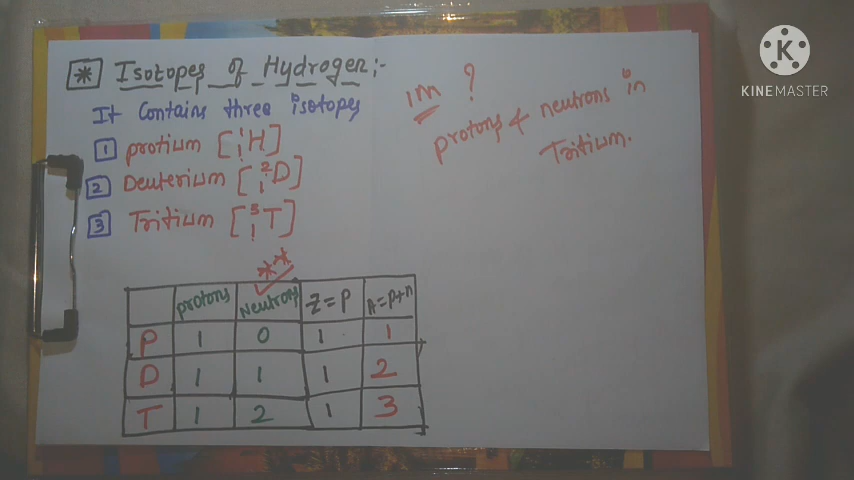 * Isotopes of Hydrogen:-
It contains three isotopes
1 protium [¹₁H]
2 Deuterium [²₁D]
3 Tritium [³₁T]
1M ?
protons & neutrons in
Tritium.
**
protons Neutrons Z=P A=P+n
P 1 0 1 1
D 1 1 1 2
T 1 2 1 3
K
KINEMASTER